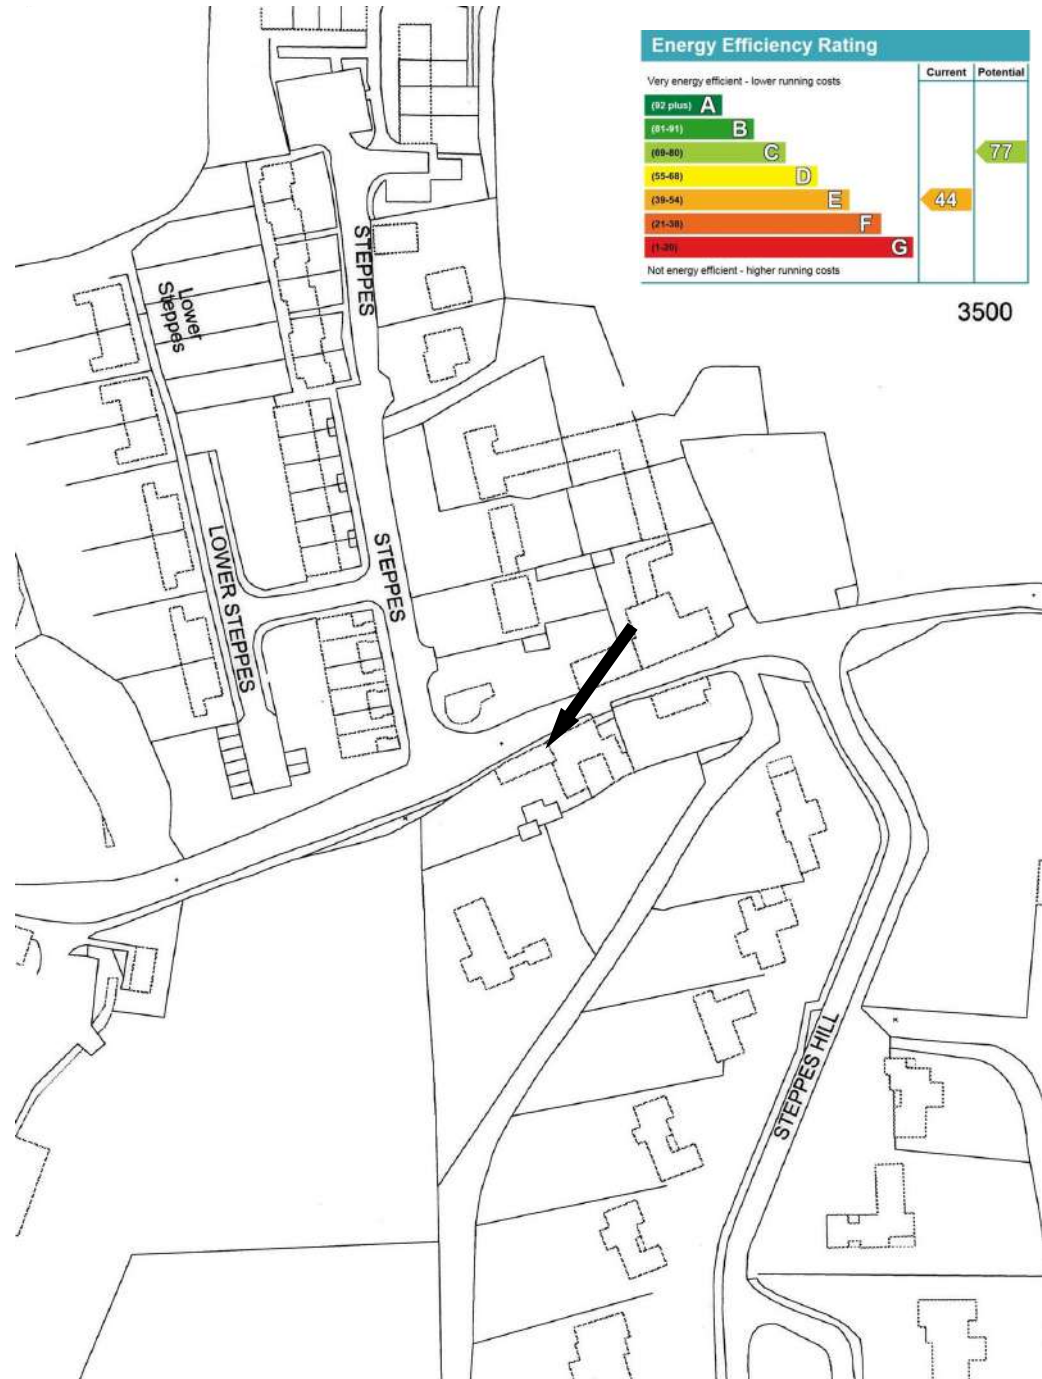 Energy Efficiency Rating
Current Potential
Very energy efficient - lower running costs
(92 plus) A
(81-91) B
(69-80) C
77
(55-68) D
(39-54) E
44
(21-38) F
(1-20) G
Not energy efficient - higher running costs
3500
STEPPES
Lower
Steppes
STEPPES
LOWER STEPPES
STEPPES HILL